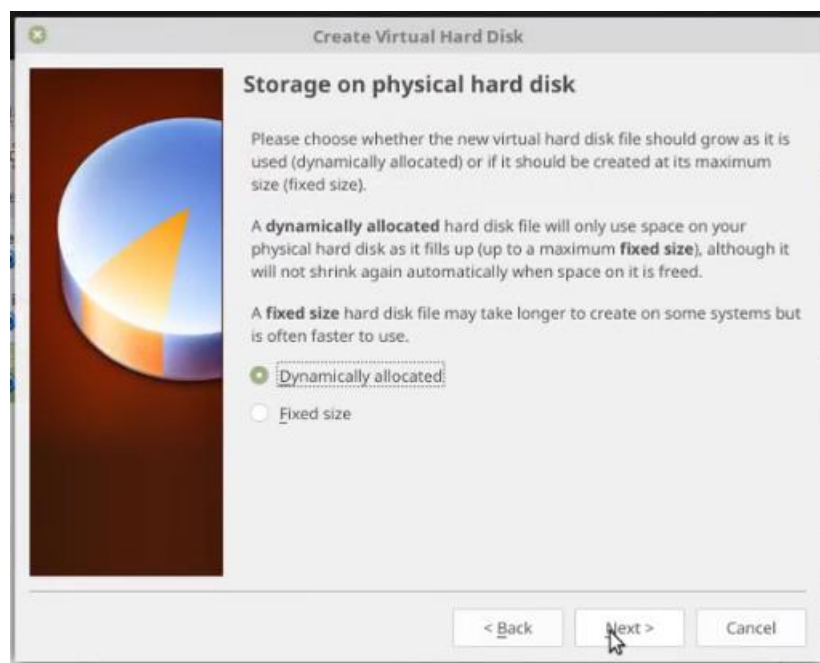 Create Virtual Hard Disk
Storage on physical hard disk
Please choose whether the new virtual hard disk file should grow as it is
used (dynamically allocated) or if it should be created at its maximum
size (fixed size).
A dynamically allocated hard disk file will only use space on your
physical hard disk as it fills up (up to a maximum fixed size), although it
will not shrink again automatically when space on it is freed.
A fixed size hard disk file may take longer to create on some systems but
is often faster to use.
Dynamically allocated
Fixed size
< Back Next > Cancel